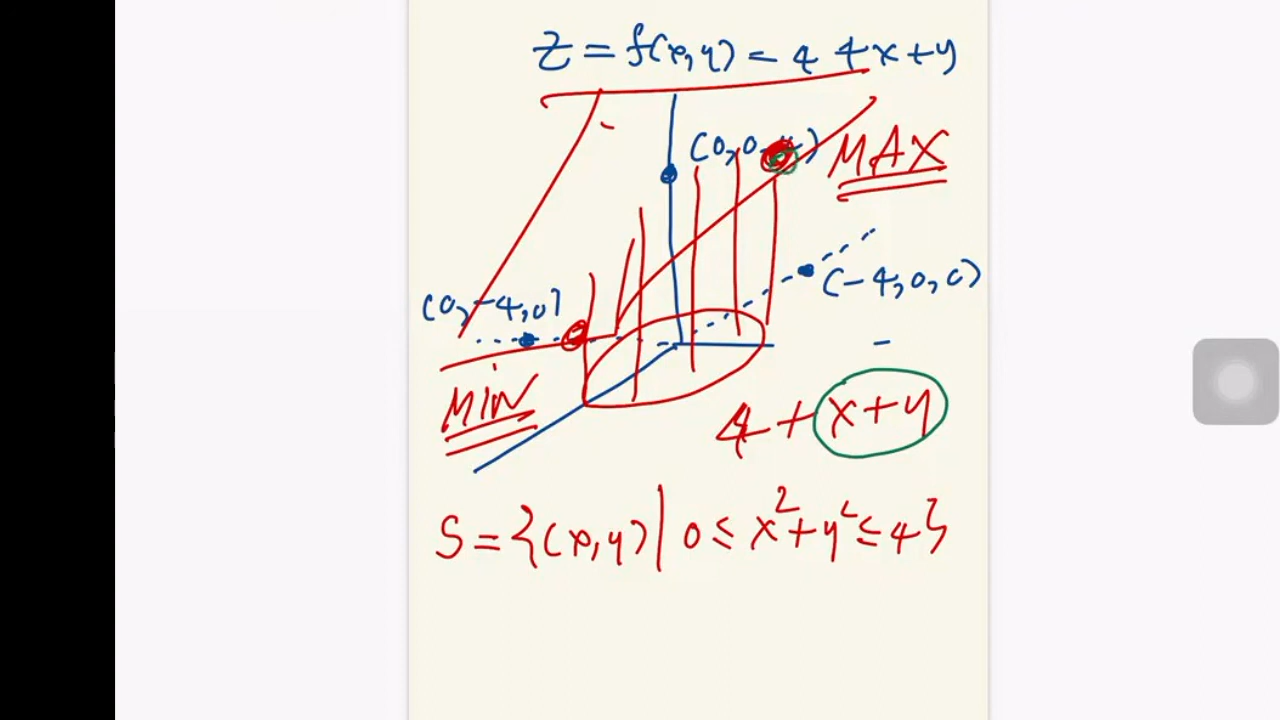 Z = f(x,y) = 4 + x + y
(0,0,4)
MAX
(-4,0,0)
(0,-4,0)
MIN
4 + x + y
S = {(x,y) | 0 ≤ x² + y² ≤ 4}